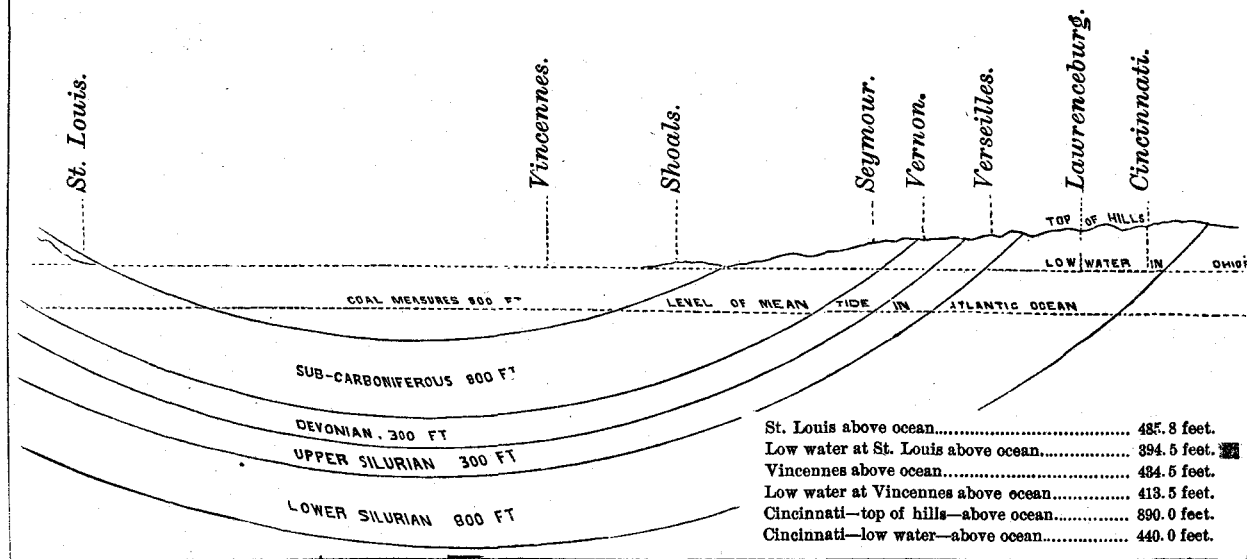 St. Louis.
Vincennes.
Shoals.
Seymour.
Vernon.
Verseilles.
Lawrenceburg.
Cincinnati.
TOP OF HILLS
LOW WATER IN OHIO
COAL MEASURES 800 FT
LEVEL OF MEAN TIDE IN ATLANTIC OCEAN
SUB-CARBONIFEROUS 800 FT
DEVONIAN. 300 FT
UPPER SILURIAN 300 FT
LOWER SILURIAN 800 FT
St. Louis above ocean.................................... 485.8 feet.
Low water at St. Louis above ocean................ 394.5 feet.
Vincennes above ocean................................... 434.5 feet.
Low water at Vincennes above ocean.............. 413.5 feet.
Cincinnati—top of hills—above ocean............. 890.0 feet.
Cincinnati—low water—above ocean............... 440.0 feet.